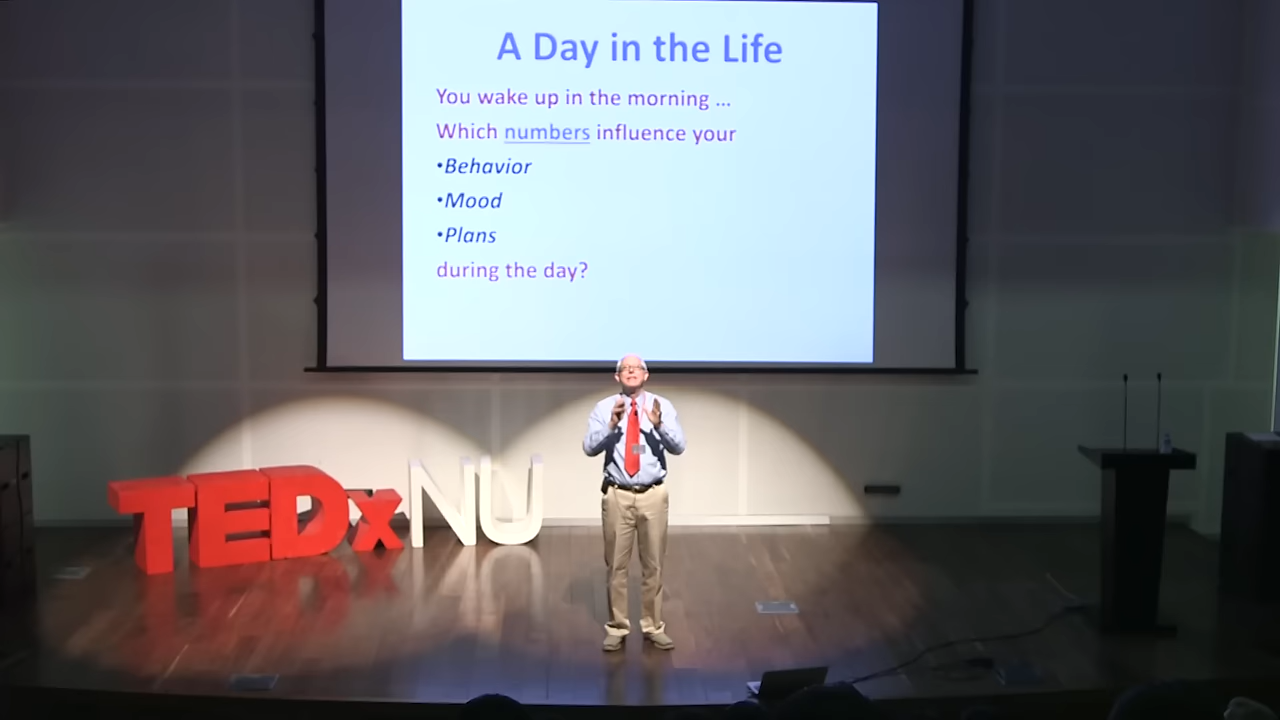 A Day in the Life
You wake up in the morning ...
Which numbers influence your
•Behavior
•Mood
•Plans
during the day?
TEDxNU